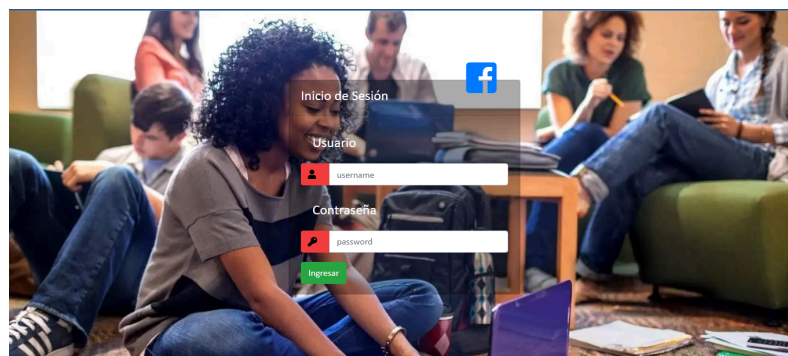 Inicio de Sesión
Usuario
username
Contraseña
password
Ingresar